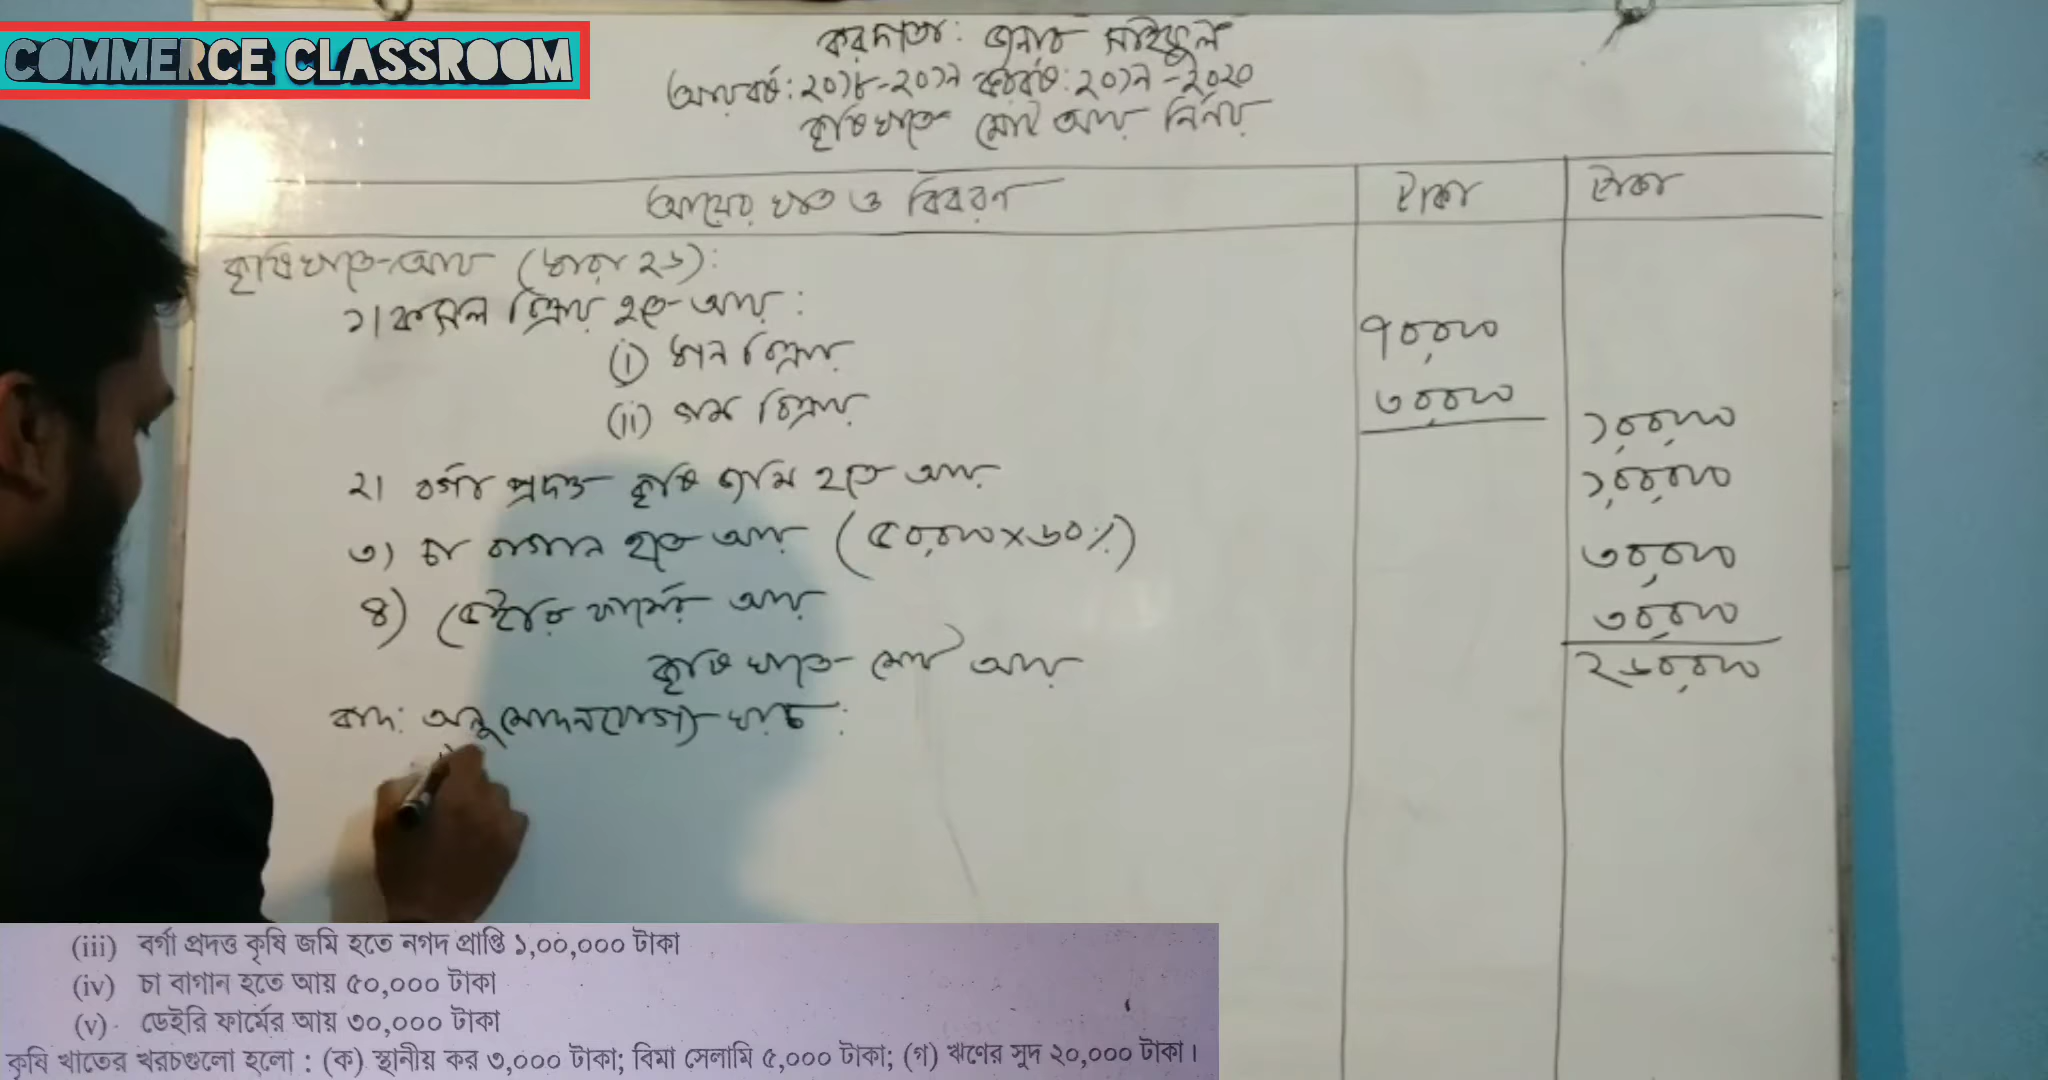 COMMERCE CLASSROOM
করদাতা: জনাব সাইফুল
আয়বর্ষ: ২০১৮-২০১৯ করবর্ষ: ২০১৯-২০২০
কৃষিখাতে মোট আয় নির্ণয়
আয়ের খাত ও বিবরণ টাকা টাকা
কৃষিখাতে আয় (ধারা ২৬):
১। ফসল বিক্রয় হতে আয়:
(i) ধান বিক্রয় ৭০,০০০
(ii) গম বিক্রয় ৩০,০০০ ১,০০,০০০
২। বর্গা প্রদত্ত কৃষি জমি হতে আয় ১,০০,০০০
৩) চা বাগান হতে আয় (৫০,০০০×৬০%) ৩০,০০০
৪) ডেইরি ফার্মের আয় ৩০,০০০
কৃষি খাতে মোট আয় ২৬০,০০০
বাদ: অনুমোদনযোগ্য খরচ:
(iii) বর্গা প্রদত্ত কৃষি জমি হতে নগদ প্রাপ্তি ১,০০,০০০ টাকা
(iv) চা বাগান হতে আয় ৫০,০০০ টাকা
(v) ডেইরি ফার্মের আয় ৩০,০০০ টাকা
কৃষি খাতের খরচগুলো হলো : (ক) স্থানীয় কর ৩,০০০ টাকা; বিমা সেলামি ৫,০০০ টাকা; (গ) ঋণের সুদ ২০,০০০ টাকা।